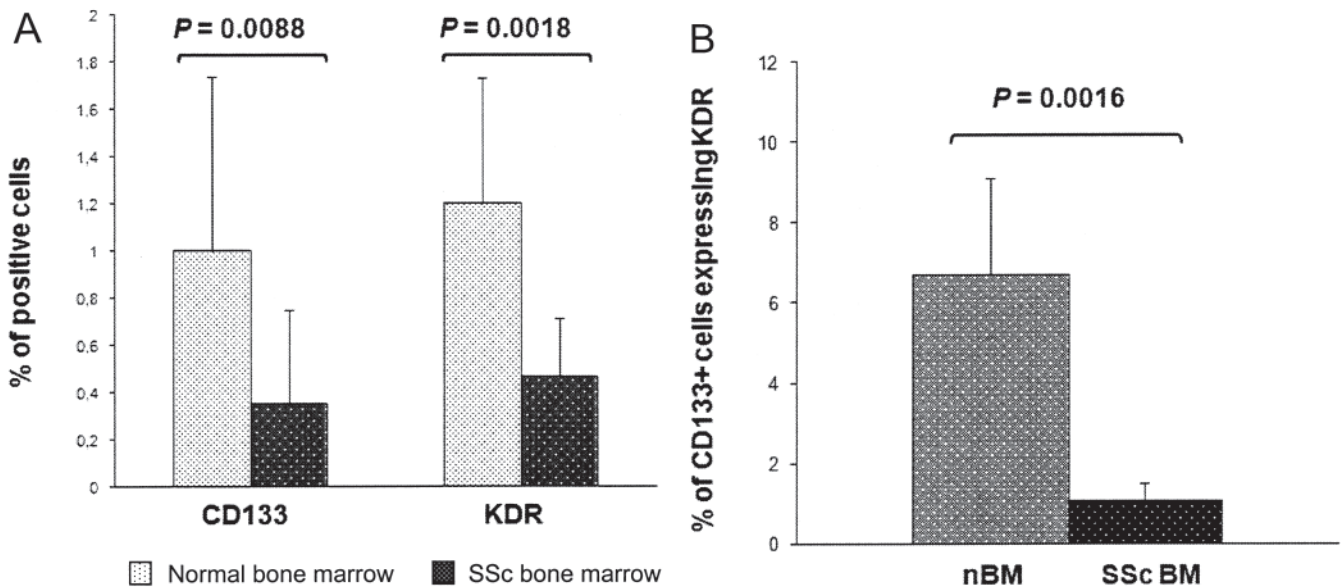 A
P = 0.0088
P = 0.0018
% of positive cells
2
1.8
1,6
1,4
1,2
1
0,8
0.6
0.4
0,2
0
CD133
KDR
Normal bone marrow
SSc bone marrow
B
P = 0.0016
% of CD133+ cells expressingKDR
12
10
8
6
4
2
0
nBM
SSc BM